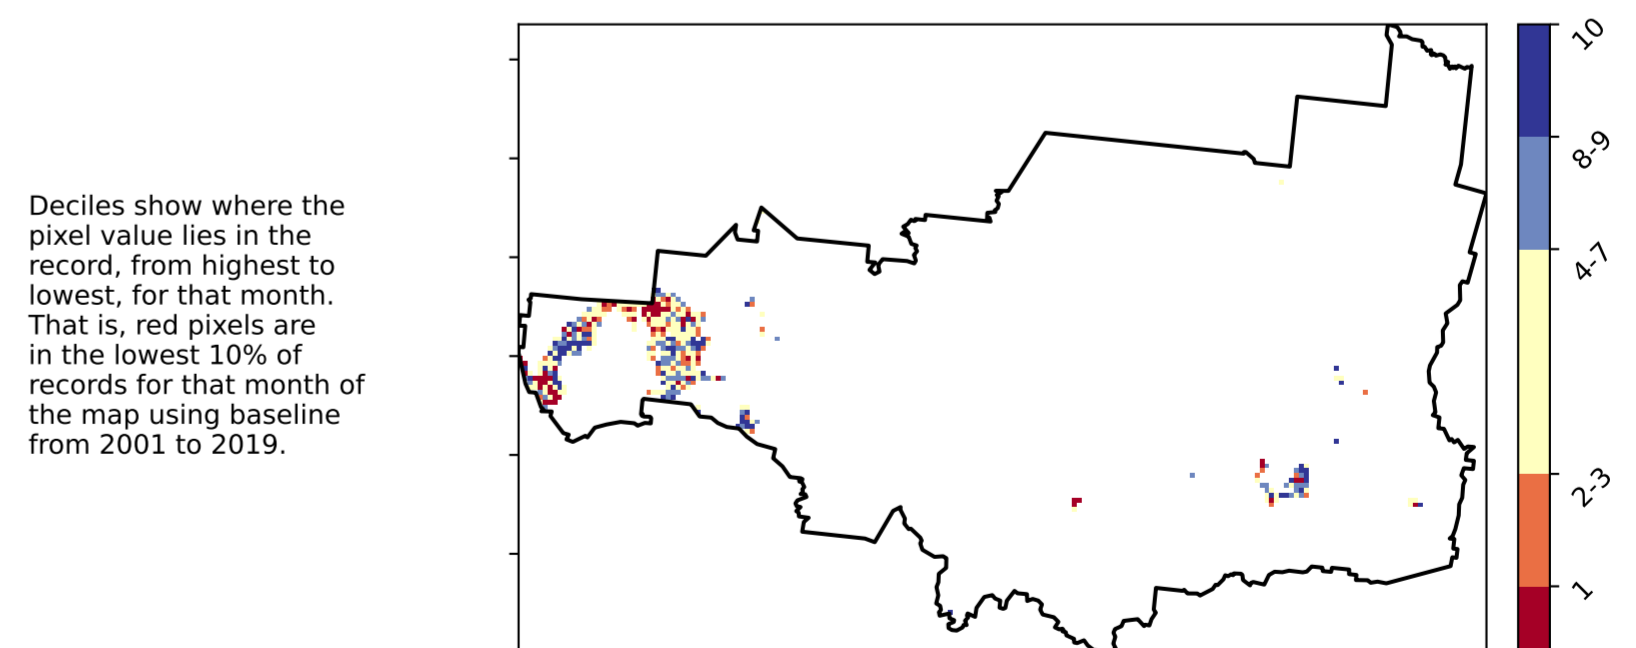 Deciles show where the
pixel value lies in the
record, from highest to
lowest, for that month.
That is, red pixels are
in the lowest 10% of
records for that month of
the map using baseline
from 2001 to 2019.
10
8-9
4-7
2-3
1